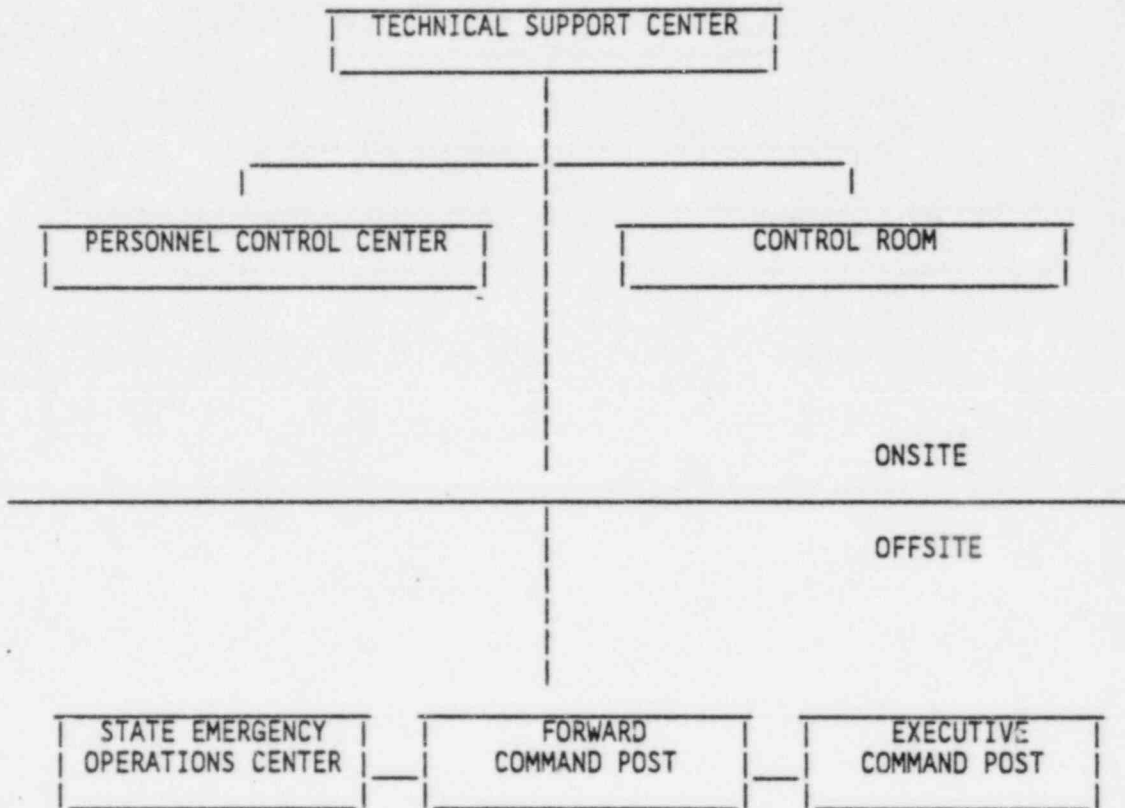 TECHNICAL SUPPORT CENTER
PERSONNEL CONTROL CENTER
CONTROL ROOM
ONSITE
OFFSITE
STATE EMERGENCY
OPERATIONS CENTER
FORWARD
COMMAND POST
EXECUTIVE
COMMAND POST